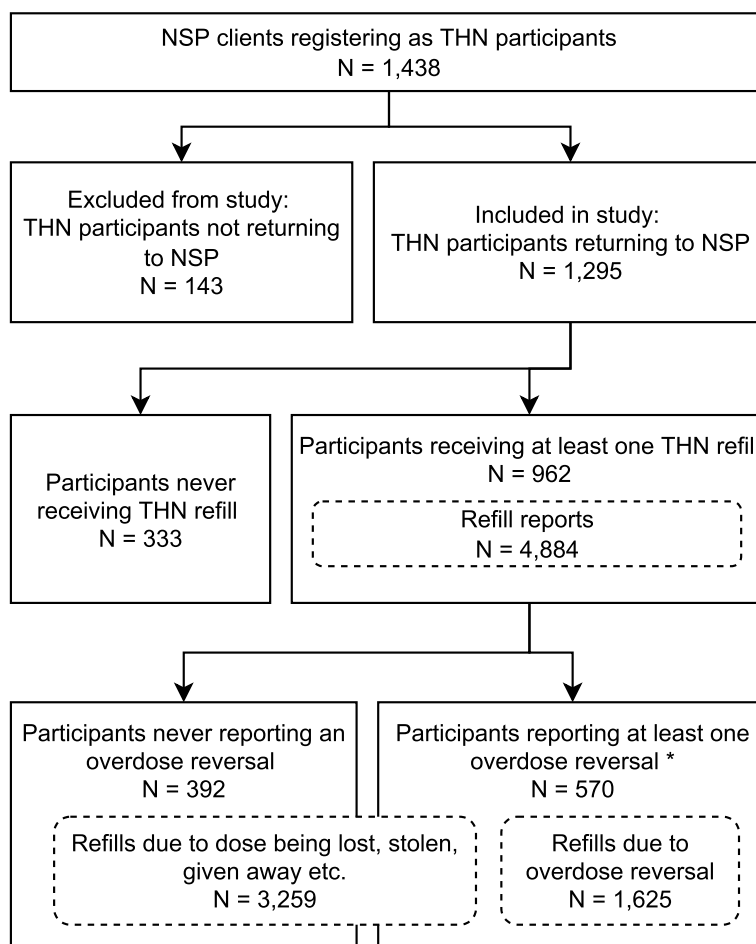 NSP clients registering as THN participants
N = 1,438
Excluded from study:
THN participants not returning
to NSP
N = 143
Included in study:
THN participants returning to NSP
N = 1,295
Participants never
receiving THN refill
N = 333
Participants receiving at least one THN refil
N = 962
Refill reports
N = 4,884
Participants never reporting an
overdose reversal
N = 392
Participants reporting at least one
overdose reversal *
N = 570
Refills due to dose being lost, stolen,
given away etc.
N = 3,259
Refills due to
overdose reversal
N = 1,625